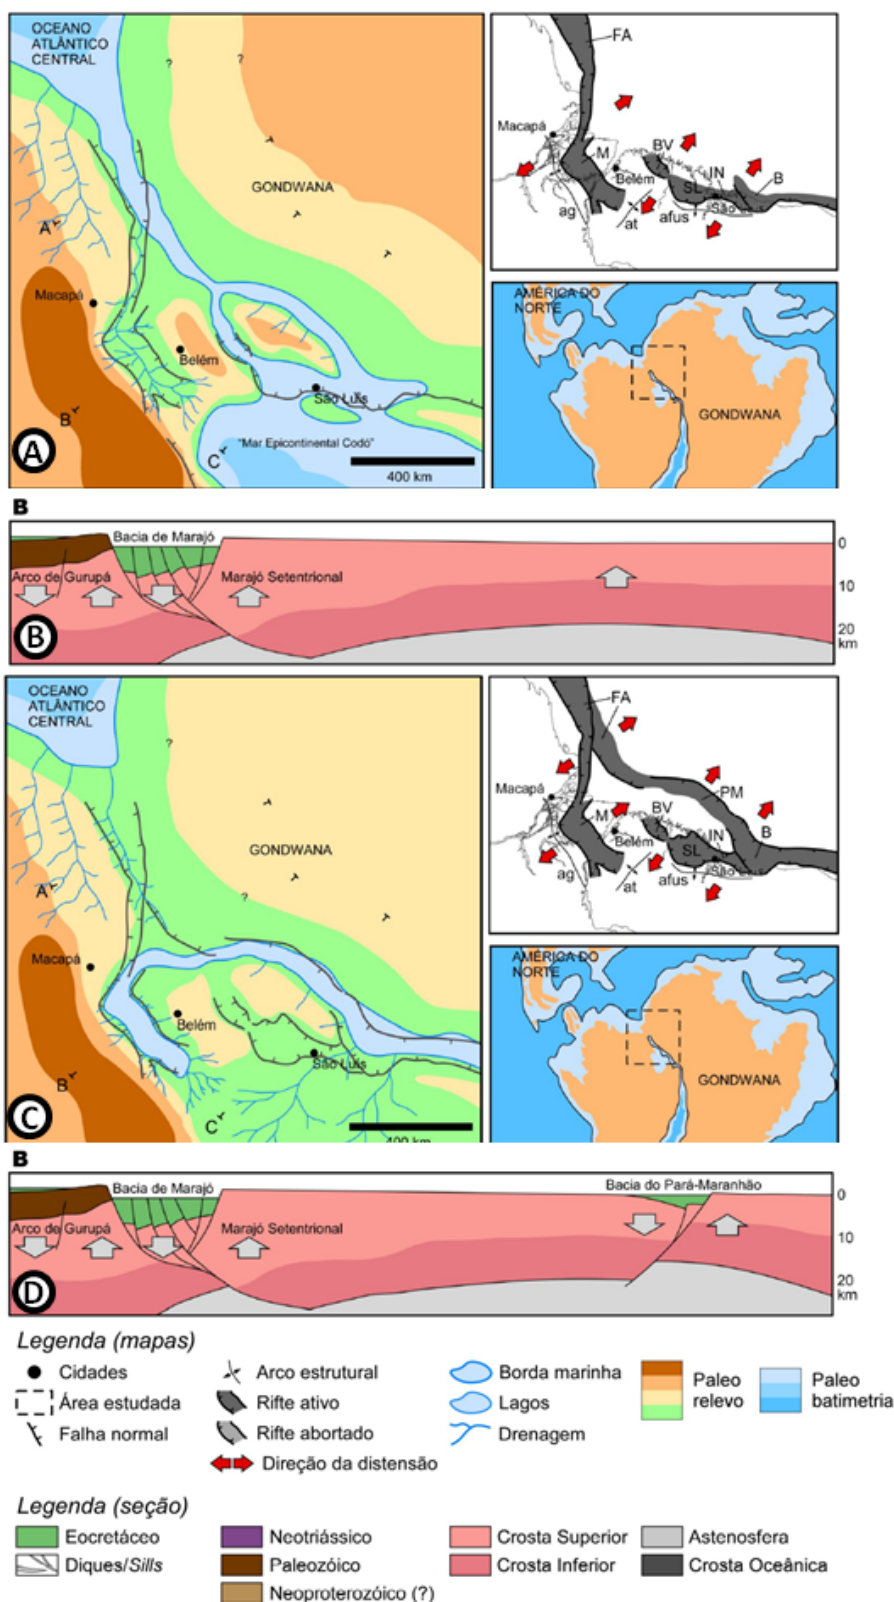 OCEANO
ATLÂNTICO
CENTRAL
?
?
GONDWANA
A
Macapá
Belém
São Luís
B
"Mar Epicontinental Codó"
C
400 km
A
FA
Macapá
M
BV
Belém
IN
SL
B
São Luís
ag
at
afus
AMÉRICA DO
NORTE
GONDWANA
B
Bacia de Marajó
Arco de Gurupá
Marajó Setentrional
0
10
20
km
B
OCEANO
ATLÂNTICO
CENTRAL
?
GONDWANA
A
?
Macapá
Belém
São Luís
B
C
400 km
C
FA
Macapá
PM
M
BV
Belém
IN
B
SL
São Luís
ag
at
afus
AMÉRICA DO
NORTE
GONDWANA
B
Bacia de Marajó
Bacia do Pará-Maranhão
Arco de Gurupá
Marajó Setentrional
0
10
20
km
D
Legenda (mapas)
Cidades
Arco estrutural
Borda marinha
Paleo
relevo
Paleo
batimetria
Área estudada
Rifte ativo
Lagos
Falha normal
Rifte abortado
Drenagem
Direção da distensão
Legenda (seção)
Eocretáceo
Neotriássico
Crosta Superior
Astenosfera
Diques/Sills
Paleozóico
Crosta Inferior
Crosta Oceânica
Neoproterozóico (?)